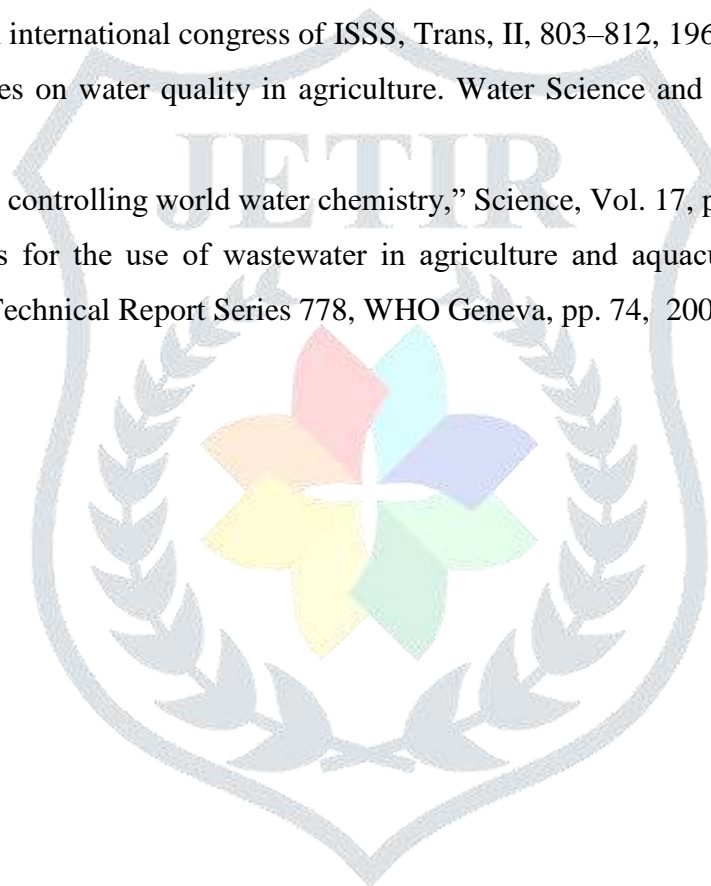 international congress of ISSS, Trans, II, 803–812, 196
es on water quality in agriculture. Water Science and
JETIR
controlling world water chemistry,” Science, Vol. 17, p
s for the use of wastewater in agriculture and aquacu
Technical Report Series 778, WHO Geneva, pp. 74, 200